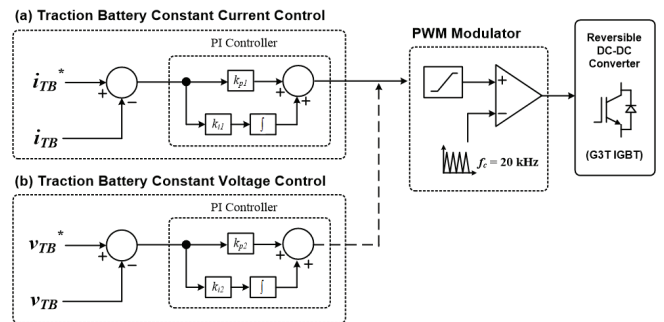 (a) Traction Battery Constant Current Control
PI Controller
i_TB*
+
−
i_TB
k_p1
k_i1
∫
+
+
PWM Modulator
+
−
f_c = 20 kHz
Reversible
DC-DC
Converter
(G3T IGBT)
(b) Traction Battery Constant Voltage Control
PI Controller
v_TB*
+
−
v_TB
k_p2
k_i2
∫
+
+